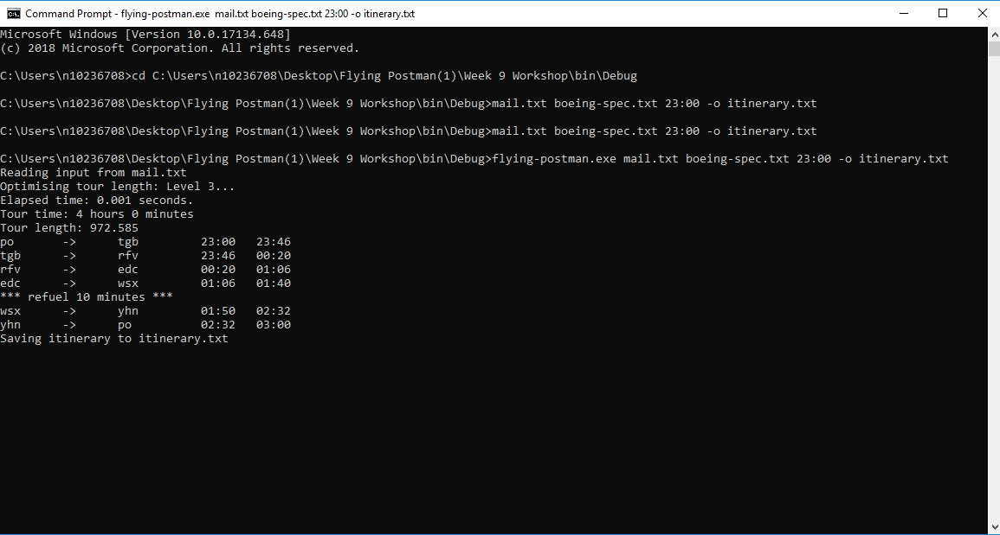 Command Prompt - flying-postman.exe  mail.txt boeing-spec.txt 23:00 -o itinerary.txt
Microsoft Windows [Version 10.0.17134.648]
(c) 2018 Microsoft Corporation. All rights reserved.
C:\Users\n10236708>cd C:\Users\n10236708\Desktop\Flying Postman(1)\Week 9 Workshop\bin\Debug
C:\Users\n10236708\Desktop\Flying Postman(1)\Week 9 Workshop\bin\Debug>mail.txt boeing-spec.txt 23:00 -o itinerary.txt
C:\Users\n10236708\Desktop\Flying Postman(1)\Week 9 Workshop\bin\Debug>mail.txt boeing-spec.txt 23:00 -o itinerary.txt
C:\Users\n10236708\Desktop\Flying Postman(1)\Week 9 Workshop\bin\Debug>flying-postman.exe mail.txt boeing-spec.txt 23:00 -o itinerary.txt
Reading input from mail.txt
Optimising tour length: Level 3...
Elapsed time: 0.001 seconds.
Tour time: 4 hours 0 minutes
Tour length: 972.585
po       ->      tgb         23:00   23:46
tgb      ->      rfv         23:46   00:20
rfv      ->      edc         00:20   01:06
edc      ->      wsx         01:06   01:40
*** refuel 10 minutes ***
wsx      ->      yhn         01:50   02:32
yhn      ->      po          02:32   03:00
Saving itinerary to itinerary.txt